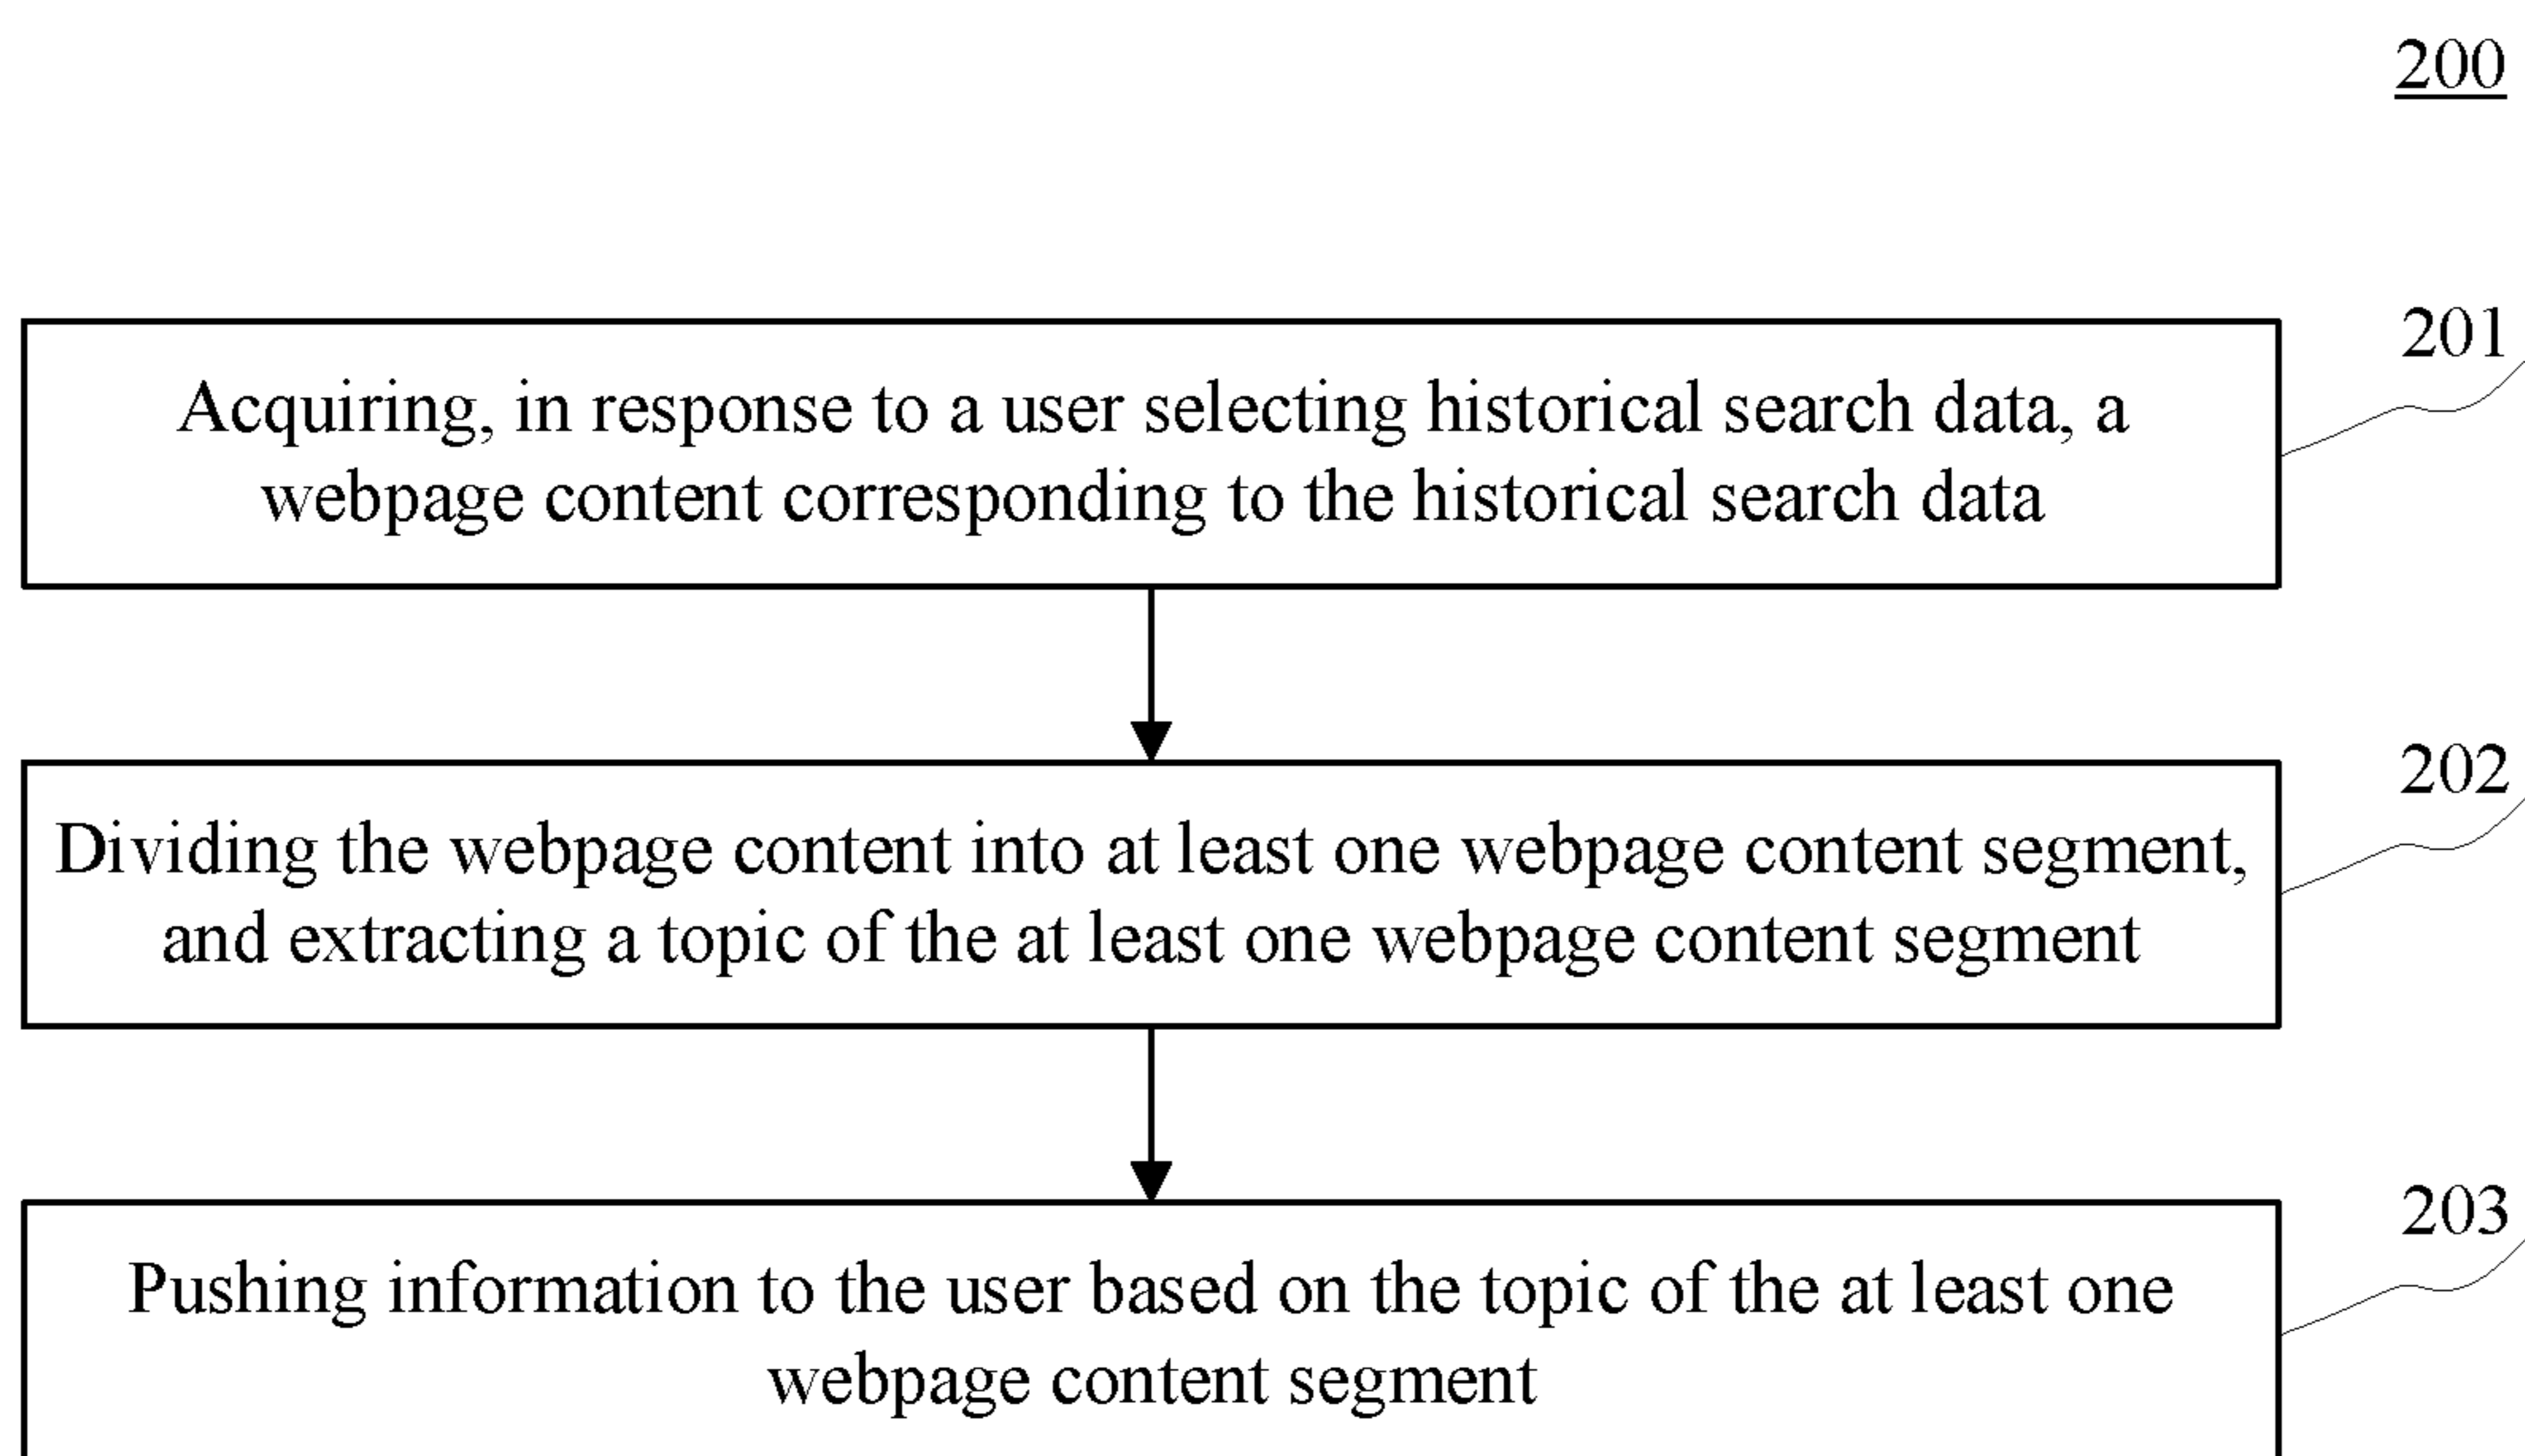 200
201
Acquiring, in response to a user selecting historical search data, a
webpage content corresponding to the historical search data
202
Dividing the webpage content into at least one webpage content segment,
and extracting a topic of the at least one webpage content segment
203
Pushing information to the user based on the topic of the at least one
webpage content segment